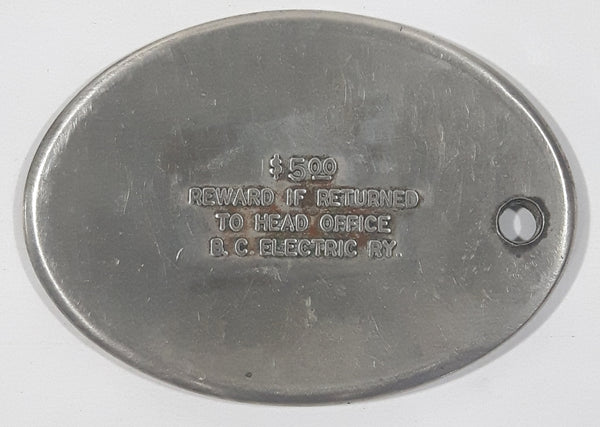 $5.00
REWARD IF RETURNED
TO HEAD OFFICE
B. C. ELECTRIC RY.